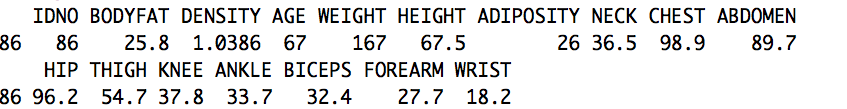 IDNO BODYFAT DENSITY AGE WEIGHT HEIGHT ADIPOSITY NECK CHEST ABDOMEN
86 86 25.8 1.0386 67 167 67.5 26 36.5 98.9 89.7
HIP THIGH KNEE ANKLE BICEPS FOREARM WRIST
86 96.2 54.7 37.8 33.7 32.4 27.7 18.2